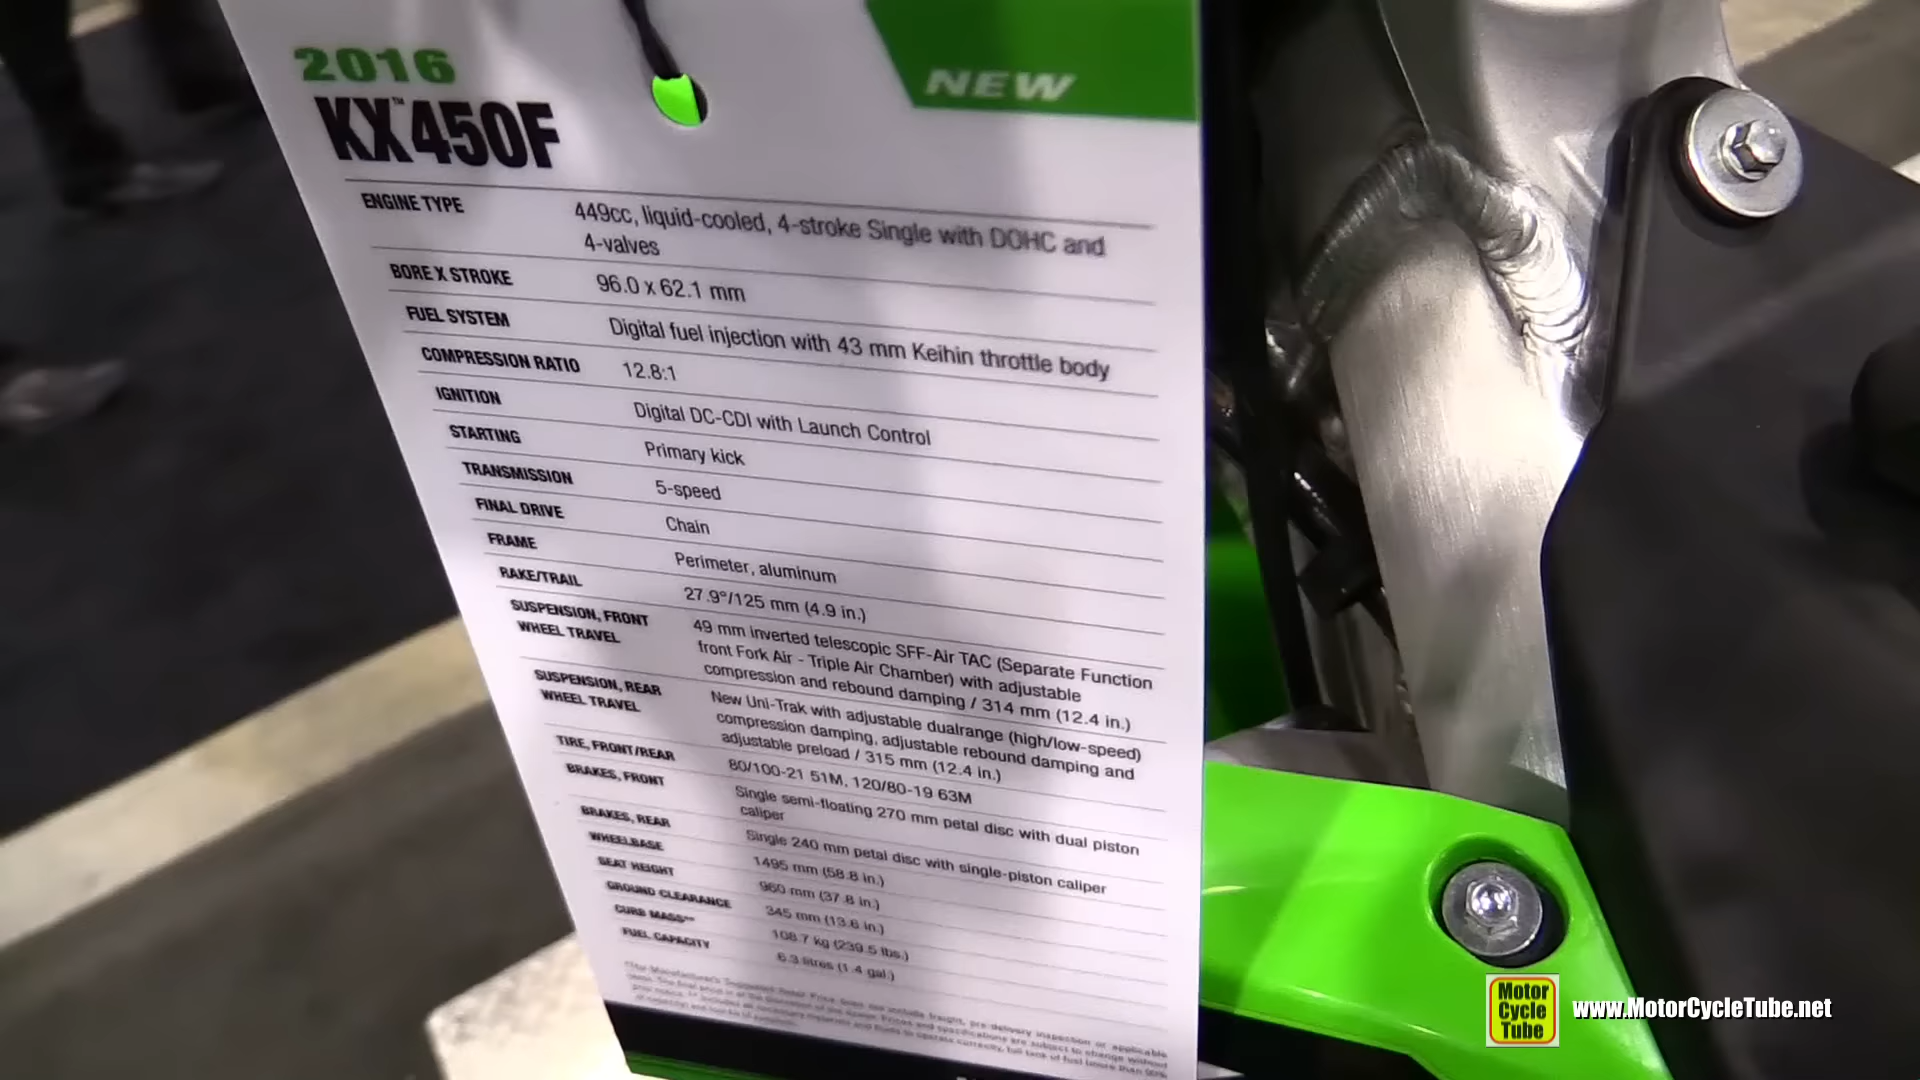 2016
NEW
KX™450F
ENGINE TYPE 449cc, liquid-cooled, 4-stroke Single with DOHC and
4-valves
BORE X STROKE 96.0 x 62.1 mm
FUEL SYSTEM Digital fuel injection with 43 mm Keihin throttle body
COMPRESSION RATIO 12.8:1
IGNITION Digital DC-CDI with Launch Control
STARTING Primary kick
TRANSMISSION 5-speed
FINAL DRIVE Chain
FRAME Perimeter, aluminum
RAKE/TRAIL 27.9°/125 mm (4.9 in.)
SUSPENSION, FRONT 49 mm inverted telescopic SFF-Air TAC (Separate Function
WHEEL TRAVEL front Fork Air - Triple Air Chamber) with adjustable
compression and rebound damping / 314 mm (12.4 in.)
SUSPENSION, REAR New Uni-Trak with adjustable dualrange (high/low-speed)
WHEEL TRAVEL compression damping, adjustable rebound damping and
adjustable preload / 315 mm (12.4 in.)
TIRE, FRONT/REAR 80/100-21 51M, 120/80-19 63M
BRAKES, FRONT Single semi-floating 270 mm petal disc with dual piston
caliper
BRAKES, REAR Single 240 mm petal disc with single-piston caliper
WHEELBASE 1495 mm (58.8 in.)
SEAT HEIGHT 960 mm (37.8 in.)
GROUND CLEARANCE 345 mm (13.6 in.)
CURB MASS** 108.7 kg (239.5 lbs.)
FUEL CAPACITY 6.3 litres (1.4 gal.)
Motor
Cycle
Tube
www.MotorCycleTube.net